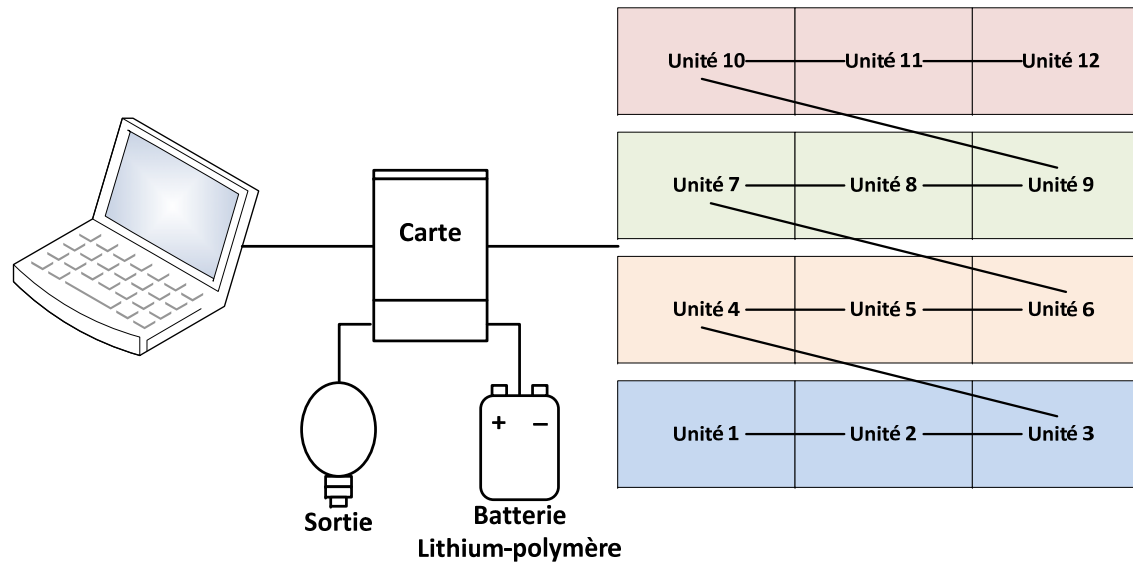 Unité 10 Unité 11 Unité 12
Unité 7 Unité 8 Unité 9
Carte
Unité 4 Unité 5 Unité 6
Unité 1 Unité 2 Unité 3
+ –
Sortie
Batterie
Lithium-polymère